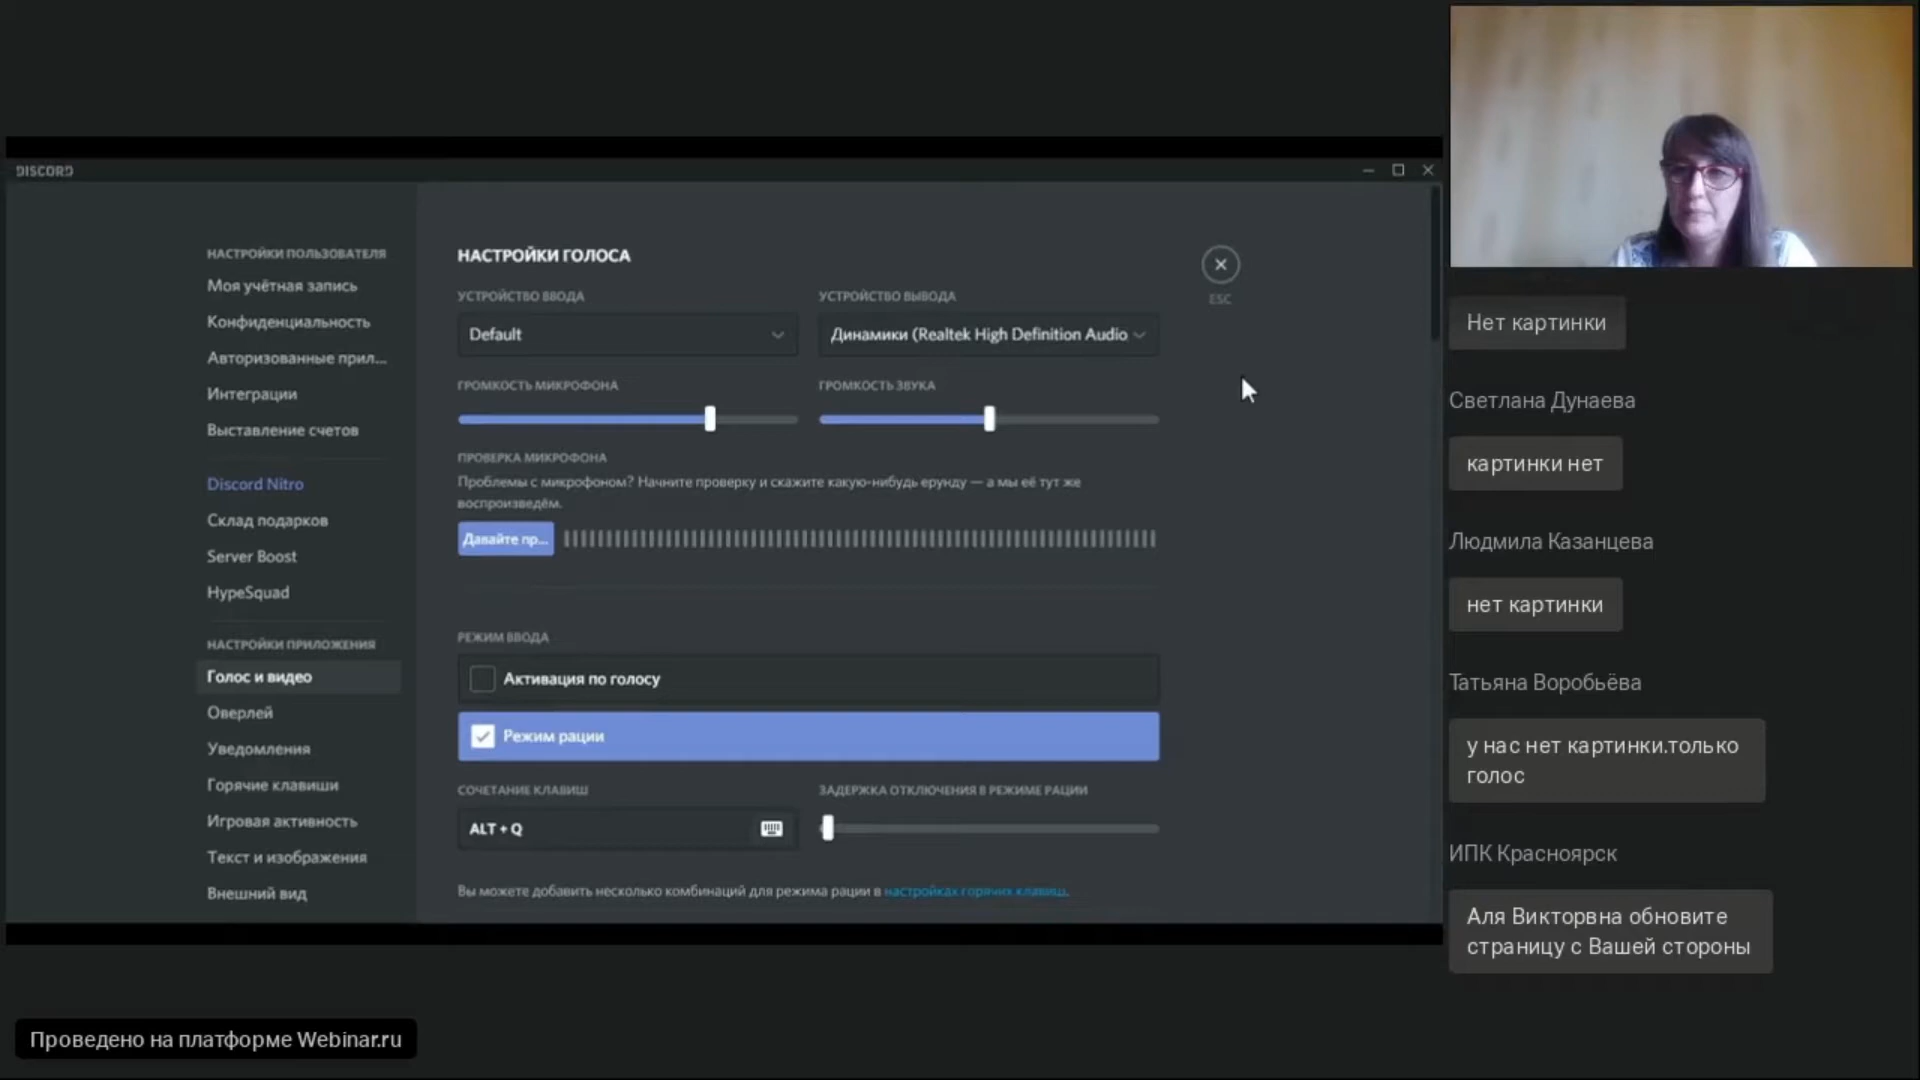 DISCORD
НАСТРОЙКИ ПОЛЬЗОВАТЕЛЯ
Моя учётная запись
Конфиденциальность
Авторизованные прил...
Интеграции
Выставление счетов
Discord Nitro
Склад подарков
Server Boost
HypeSquad
НАСТРОЙКИ ПРИЛОЖЕНИЯ
Голос и видео
Оверлей
Уведомления
Горячие клавиши
Игровая активность
Текст и изображения
Внешний вид
НАСТРОЙКИ ГОЛОСА
УСТРОЙСТВО ВВОДА
Default
УСТРОЙСТВО ВЫВОДА
Динамики (Realtek High Definition Audio
ГРОМКОСТЬ МИКРОФОНА
ГРОМКОСТЬ ЗВУКА
ПРОВЕРКА МИКРОФОНА
Проблемы с микрофоном? Начните проверку и скажите какую-нибудь ерунду — а мы её тут же
воспроизведём.
Давайте пр...
РЕЖИМ ВВОДА
Активация по голосу
Режим рации
СОЧЕТАНИЕ КЛАВИШ
ALT + Q
ЗАДЕРЖКА ОТКЛЮЧЕНИЯ В РЕЖИМЕ РАЦИИ
Вы можете добавить несколько комбинаций для режима рации в настройках горячих клавиш.
ESC
Нет картинки
Светлана Дунаева
картинки нет
Людмила Казанцева
нет картинки
Татьяна Воробьёва
у нас нет картинки.только
голос
ИПК Красноярск
Аля Викторвна обновите
страницу с Вашей стороны
Проведено на платформе Webinar.ru